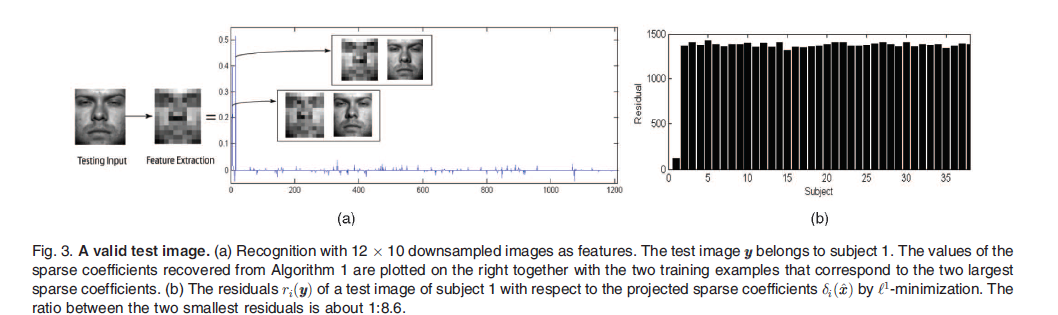 0.5
0.4
0.3
0.2
0.1
0
0 200 400 600 800 1000 1200
=
Testing Input Feature Extraction
(a)
1500
1000
500
0
0 5 10 15 20 25 30 35
Residual
Subject
(b)
Fig. 3. A valid test image. (a) Recognition with 12 × 10 downsampled images as features. The test image y belongs to subject 1. The values of the
sparse coefficients recovered from Algorithm 1 are plotted on the right together with the two training examples that correspond to the two largest
sparse coefficients. (b) The residuals rᵢ(y) of a test image of subject 1 with respect to the projected sparse coefficients δᵢ(x̂) by ℓ¹-minimization. The
ratio between the two smallest residuals is about 1:8.6.